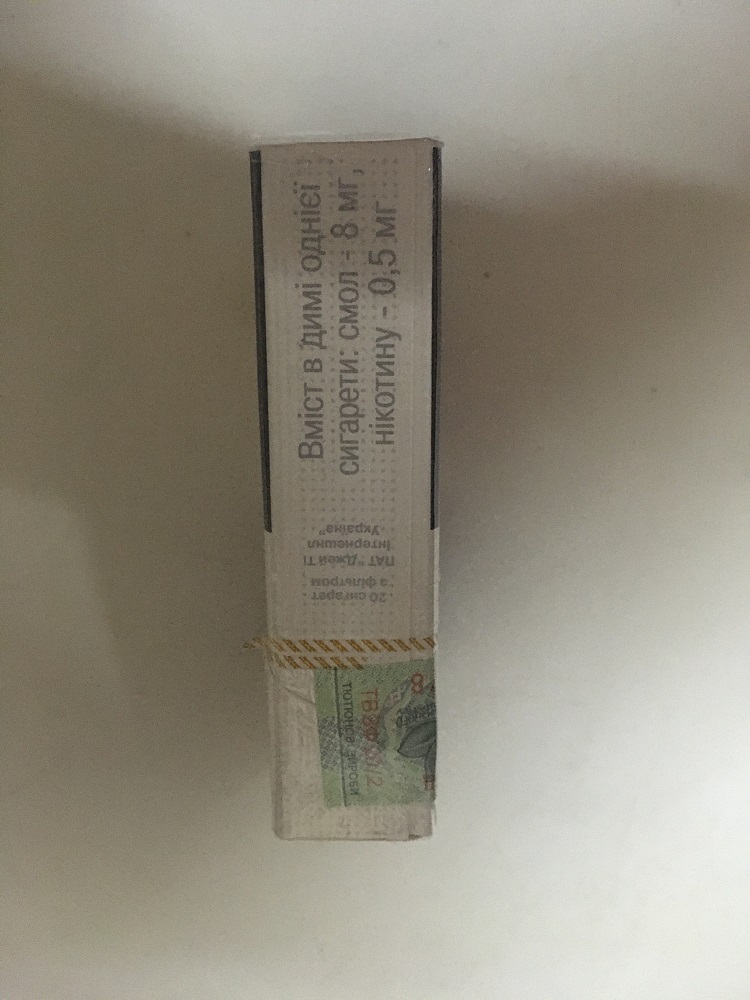 Вміст в димі однієї
сигарети: смол - 8 мг,
нікотину - 0,5 мг
20 сигарет
з фільтром
ПАТ "Джей Ті
Інтернешнл
Україна"
ТЮТЮНОВІ ВИРОБИ
8